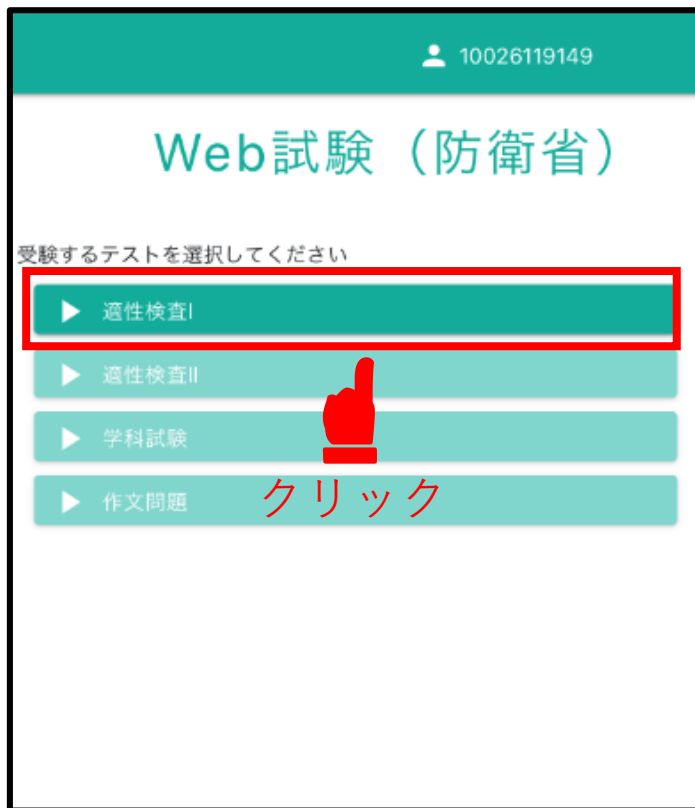 10026119149
Web試験（防衛省）
受験するテストを選択してください
適性検査I
適性検査II
学科試験
作文問題
クリック